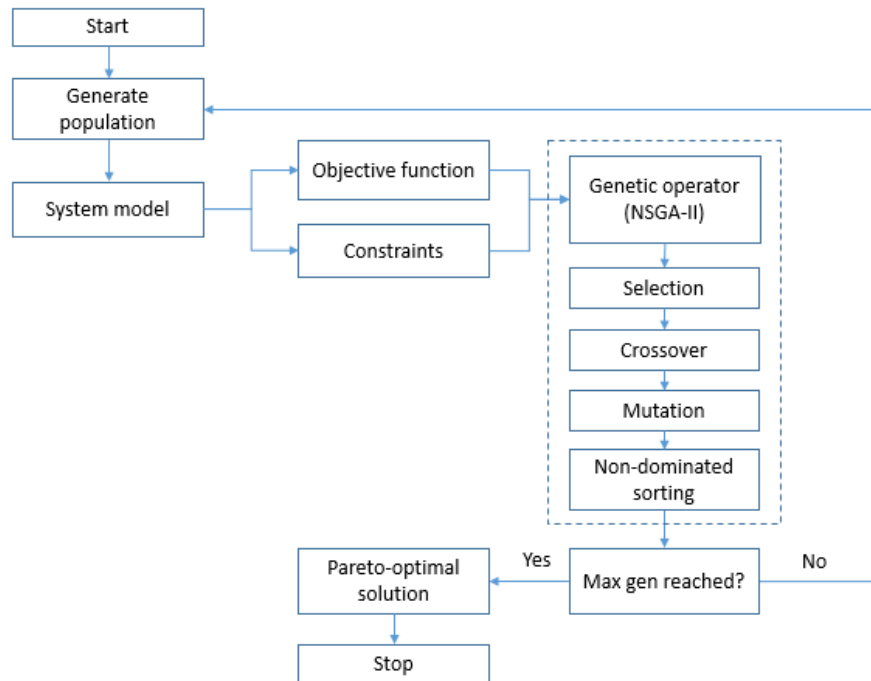 Start
Generate
population
System model
Objective function
Constraints
Genetic operator
(NSGA-II)
Selection
Crossover
Mutation
Non-dominated
sorting
Max gen reached?
Yes
No
Pareto-optimal
solution
Stop